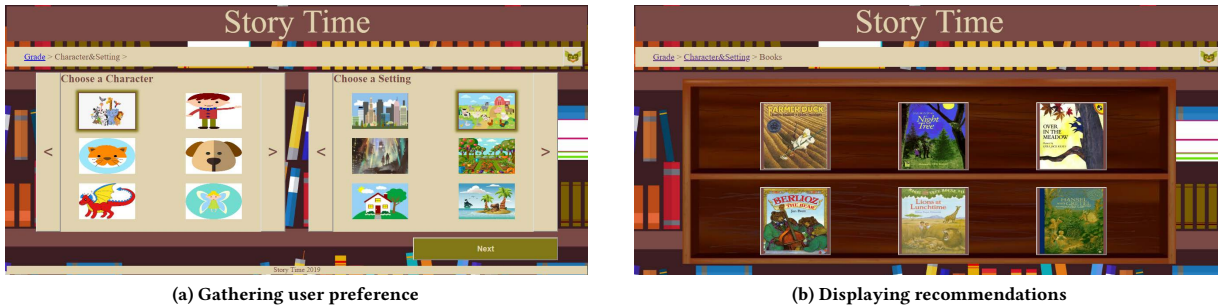 Story Time
Grade > Character&Setting >
Choose a Character
Choose a Setting
<
>
<
>
Next
Story Time 2019
(a) Gathering user preference
Story Time
Grade > Character&Setting > Books
FARMER DUCK
Night
Tree
OVER
IN THE
MEADOW
BERLIOZ
THE BEAR
Jan Brett
Lions at
Lunchtime
(b) Displaying recommendations